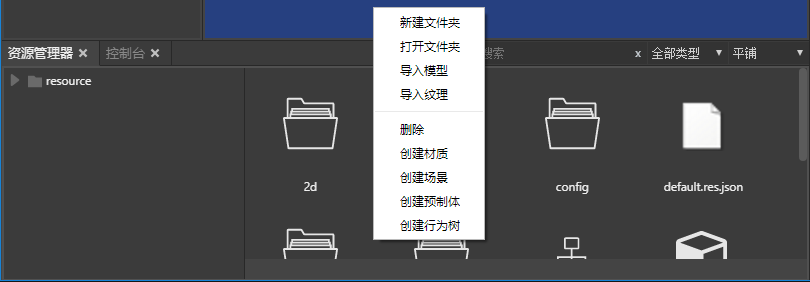 资源管理器 ×
控制台 ×
搜索
x
全部类型
平铺
resource
新建文件夹
打开文件夹
导入模型
导入纹理
删除
创建材质
创建场景
创建预制体
创建行为树
2d
config
default.res.json